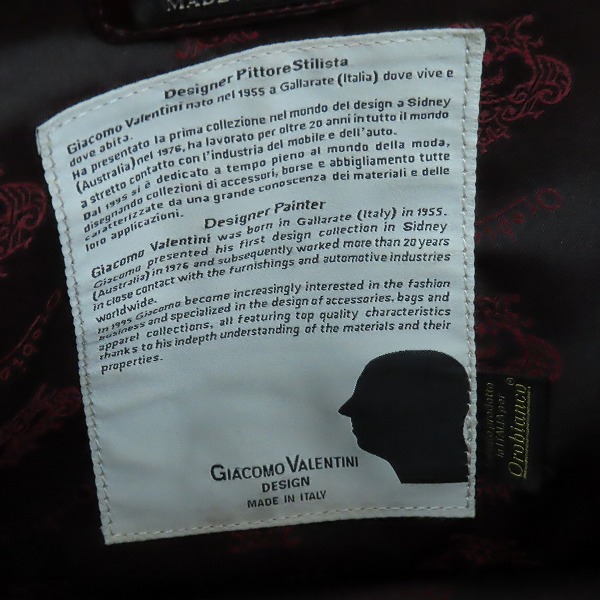 MADE
Designer Pittore Stilista
Giacomo Valentini nato nel 1955 a Gallarate (Italia) dove vive e
dove abita.
Ha presentato la prima collezione nel mondo del design a Sidney
(Australia) nel 1976, ha lavorato per oltre 20 anni in tutto il mondo
a stretto contatto con l'industria del mobile e dell'auto.
Dal 1995 si è dedicato a tempo pieno al mondo della moda,
disegnando collezioni di accessori, borse e abbigliamento tutte
caratterizzate da una grande conoscenza dei materiali e delle
loro applicazioni.
Designer Painter
Giacomo Valentini was born in Gallarate (Italy) in 1955.
Giacomo presented his first design collection in Sidney
(Australia) in 1976 and subsequently worked more than 20 years
in close contact with the furnishings and automotive industries
worldwide.
In 1995 Giacomo become increasingly interested in the fashion
business and specialized in the design of accessories, bags and
apparel collections, all featuring top quality characteristics
thanks to his indepth understanding of the materials and their
properties.
GIACOMO VALENTINI
DESIGN
MADE IN ITALY
prodotto
in ITALIA per
Orobianco®